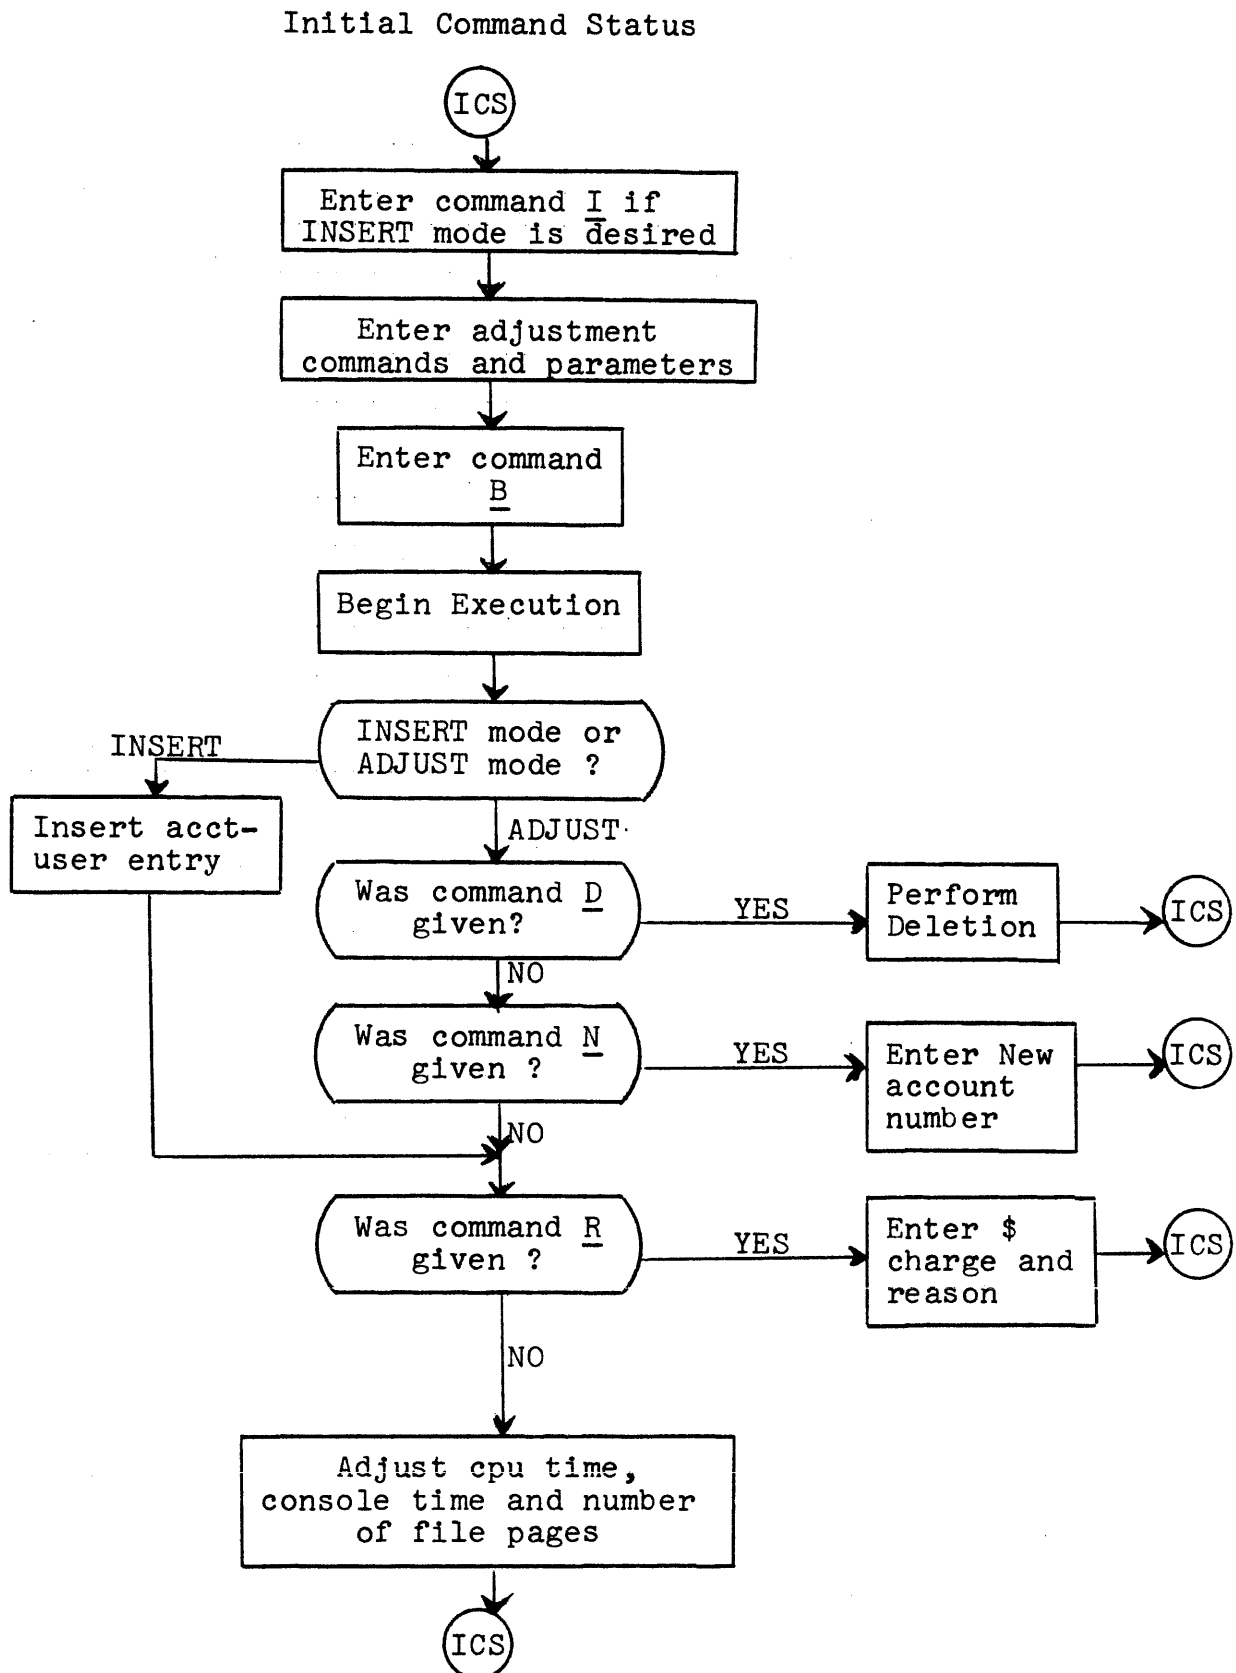 Initial Command Status
ICS
Enter command I if
INSERT mode is desired
Enter adjustment
commands and parameters
Enter command
B
Begin Execution
INSERT mode or
ADJUST mode ?
INSERT
Insert acct-
user entry
ADJUST
Was command D
given?
YES
Perform
Deletion
ICS
NO
Was command N
given ?
YES
Enter New
account
number
ICS
NO
Was command R
given ?
YES
Enter $
charge and
reason
ICS
NO
Adjust cpu time,
console time and number
of file pages
ICS